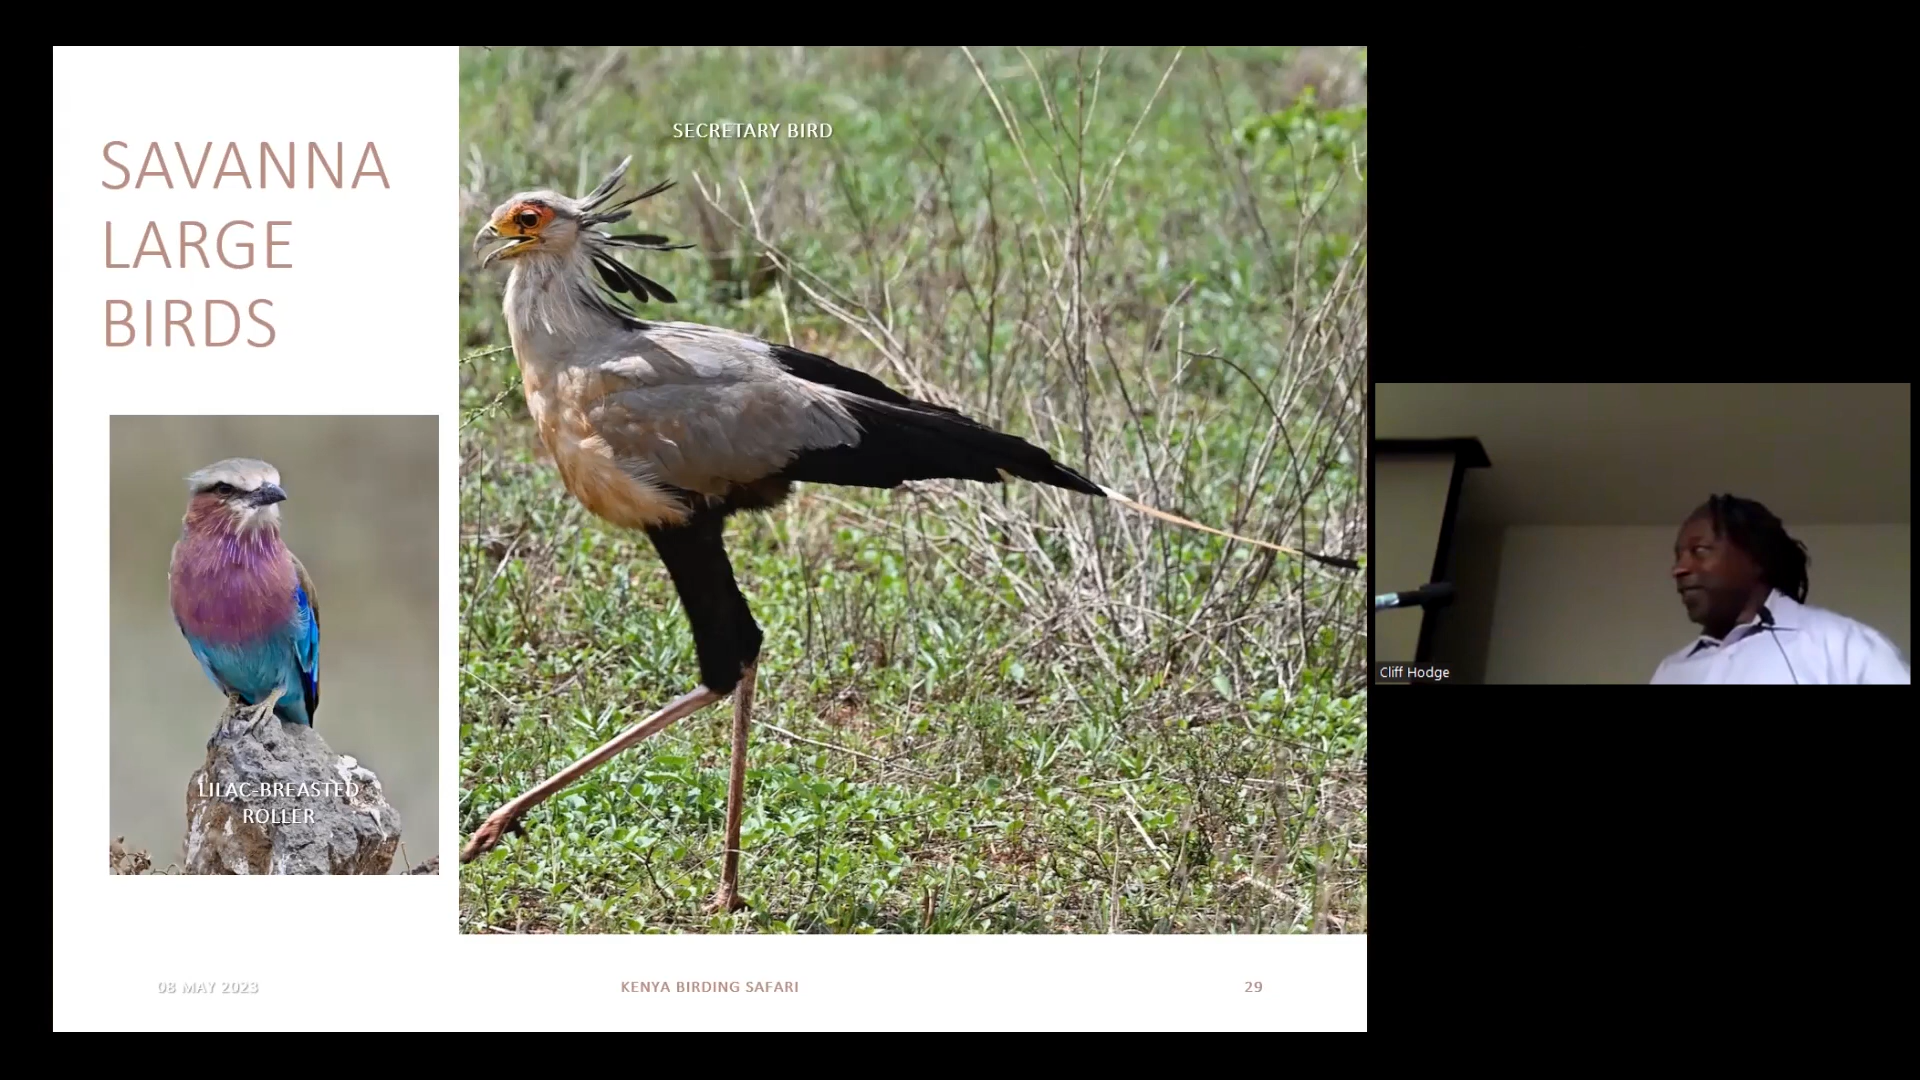 SAVANNA
LARGE
BIRDS
SECRETARY BIRD
LILAC-BREASTED
ROLLER
08 MAY 2023
KENYA BIRDING SAFARI
29
Cliff Hodge